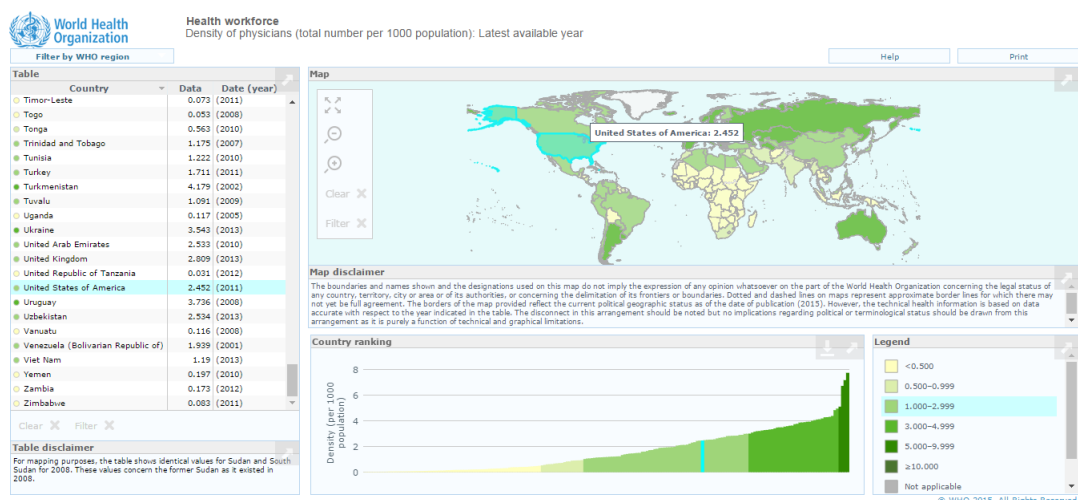 World Health
Organization
Health workforce
Density of physicians (total number per 1000 population): Latest available year
Filter by WHO region
Help
Print
Table
Country Data Date (year)
Timor-Leste 0.073 (2011)
Togo 0.053 (2008)
Tonga 0.563 (2010)
Trinidad and Tobago 1.175 (2007)
Tunisia 1.222 (2010)
Turkey 1.711 (2011)
Turkmenistan 4.179 (2002)
Tuvalu 1.091 (2009)
Uganda 0.117 (2005)
Ukraine 3.543 (2013)
United Arab Emirates 2.533 (2010)
United Kingdom 2.809 (2013)
United Republic of Tanzania 0.031 (2012)
United States of America 2.452 (2011)
Uruguay 3.736 (2008)
Uzbekistan 2.534 (2013)
Vanuatu 0.116 (2008)
Venezuela (Bolivarian Republic of) 1.939 (2001)
Viet Nam 1.19 (2013)
Yemen 0.197 (2010)
Zambia 0.173 (2012)
Zimbabwe 0.083 (2011)
Clear Filter
Table disclaimer
For mapping purposes, the table shows identical values for Sudan and South
Sudan for 2008. These values concern the former Sudan as it existed in
2008.
Map
Clear
Filter
United States of America: 2.452
Map disclaimer
The boundaries and names shown and the designations used on this map do not imply the expression of any opinion whatsoever on the part of the World Health Organization concerning the legal status of
any country, territory, city or area or of its authorities, or concerning the delimitation of its frontiers or boundaries. Dotted and dashed lines on maps represent approximate border lines for which there may
not yet be full agreement. The borders of the map provided reflect the current political geographic status as of the date of publication (2015). However, the technical health information is based on data
accurate with respect to the year indicated in the table. The disconnect in this arrangement should be noted but no implications regarding political or terminological status should be drawn from this
arrangement as it is purely a function of technical and graphical limitations.
Country ranking
Density (per 1000
population)
8
6
4
2
0
Legend
<0.500
0.500–0.999
1.000–2.999
3.000–4.999
5.000–9.999
≥10.000
Not applicable
© WHO 2015. All Rights Reserved